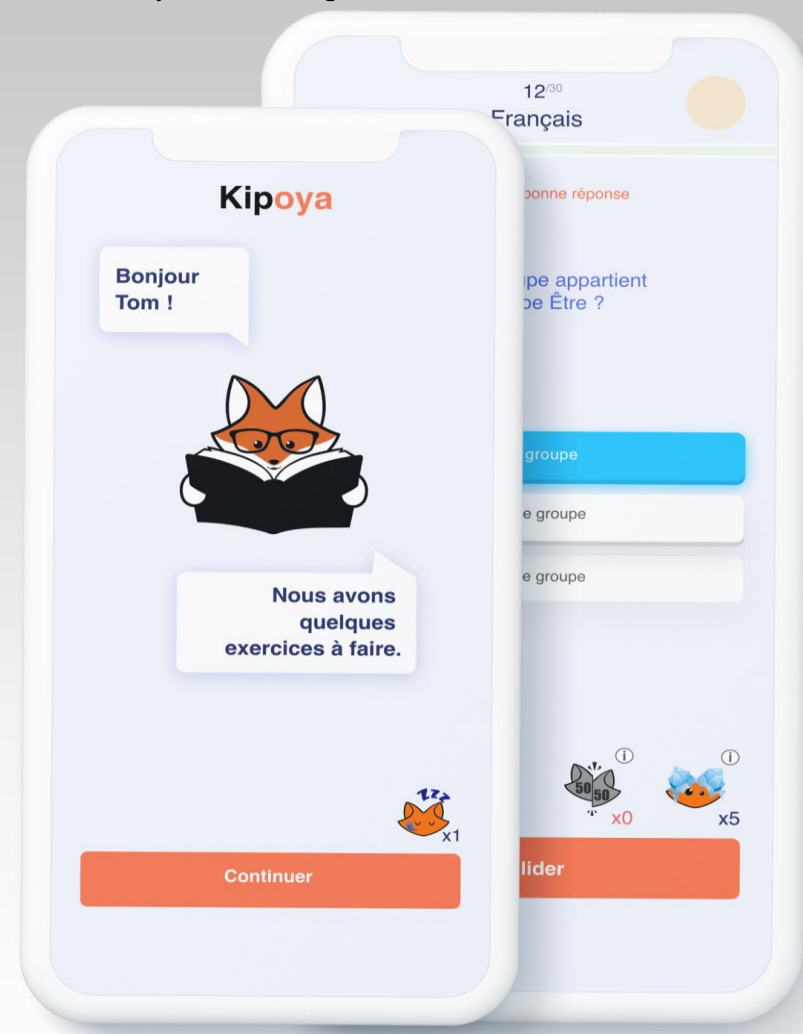 Kipoya
Bonjour
Tom !
Nous avons
quelques
exercices à faire.
zzz
x1
Continuer
12/30
Français
bonne réponse
appartient
Être ?
groupe
groupe
groupe
i
i
50 50
x0
x5